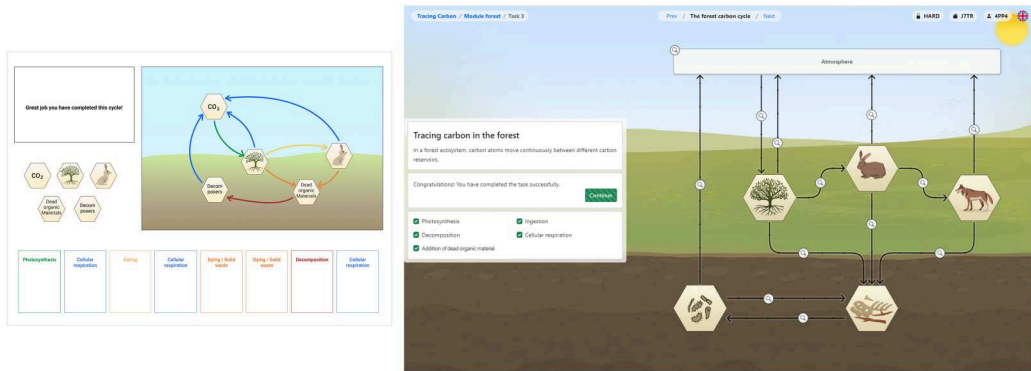 Great job you have completed this cycle!
CO2
Dead
organic
Materials
Decom
posers
CO2
Decom
posers
Dead
organic
Materials
Photosynthesis
Cellular
respiration
Eating
Cellular
respiration
Dying / Solid
waste
Dying / Solid
waste
Decomposition
Cellular
respiration
Tracing Carbon / Module forest / Task 3
Prev / The forest carbon cycle / Next
HARD
J7TR
4PP4
Atmosphere
Tracing carbon in the forest
In a forest ecosystem, carbon atoms move continuously between different carbon
reservoirs.
Congratulations! You have completed the task successfully.
Continue
Photosynthesis
Ingestion
Decomposition
Cellular respiration
Addition of dead organic material